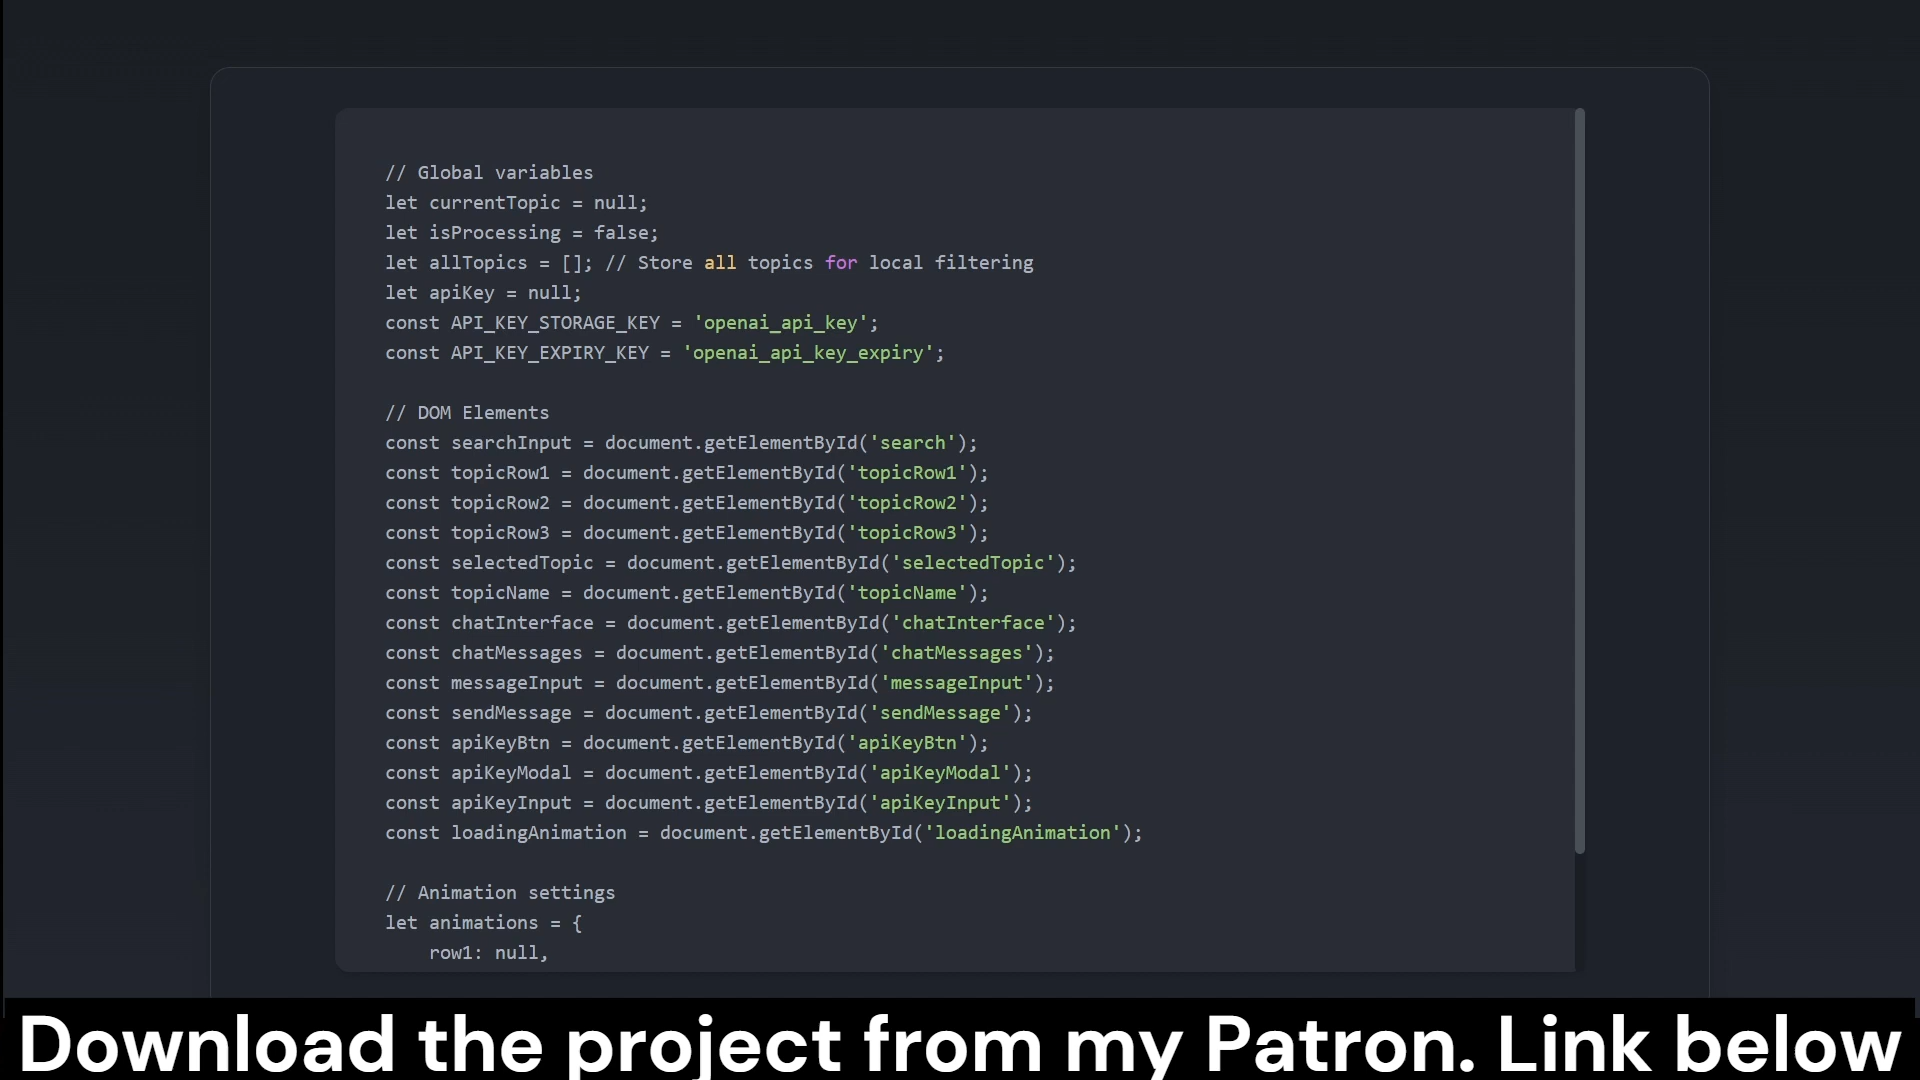 // Global variables
let currentTopic = null;
let isProcessing = false;
let allTopics = []; // Store all topics for local filtering
let apiKey = null;
const API_KEY_STORAGE_KEY = 'openai_api_key';
const API_KEY_EXPIRY_KEY = 'openai_api_key_expiry';

// DOM Elements
const searchInput = document.getElementById('search');
const topicRow1 = document.getElementById('topicRow1');
const topicRow2 = document.getElementById('topicRow2');
const topicRow3 = document.getElementById('topicRow3');
const selectedTopic = document.getElementById('selectedTopic');
const topicName = document.getElementById('topicName');
const chatInterface = document.getElementById('chatInterface');
const chatMessages = document.getElementById('chatMessages');
const messageInput = document.getElementById('messageInput');
const sendMessage = document.getElementById('sendMessage');
const apiKeyBtn = document.getElementById('apiKeyBtn');
const apiKeyModal = document.getElementById('apiKeyModal');
const apiKeyInput = document.getElementById('apiKeyInput');
const loadingAnimation = document.getElementById('loadingAnimation');

// Animation settings
let animations = {
    row1: null,
Download the project from my Patron. Link below